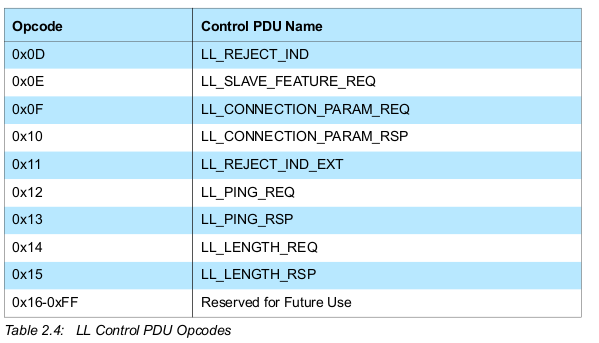 Opcode Control PDU Name
0x0D LL_REJECT_IND
0x0E LL_SLAVE_FEATURE_REQ
0x0F LL_CONNECTION_PARAM_REQ
0x10 LL_CONNECTION_PARAM_RSP
0x11 LL_REJECT_IND_EXT
0x12 LL_PING_REQ
0x13 LL_PING_RSP
0x14 LL_LENGTH_REQ
0x15 LL_LENGTH_RSP
0x16-0xFF Reserved for Future Use
Table 2.4: LL Control PDU Opcodes